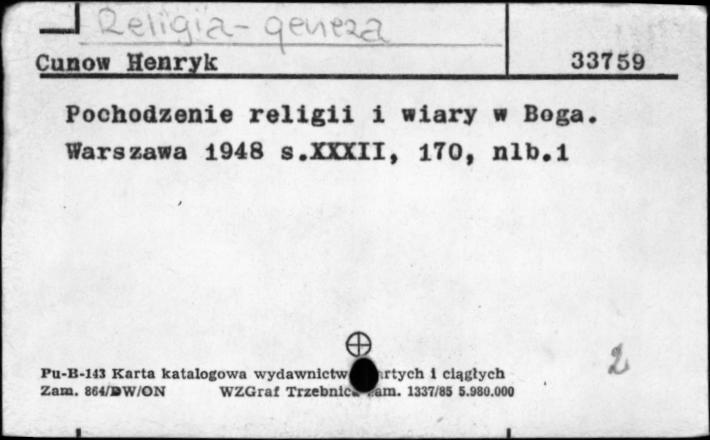 Religia - geneza
Cunow Henryk 33759
Pochodzenie religii i wiary w Boga.
Warszawa 1948 s.XXXII, 170, nlb.1
2
Pu-B-143 Karta katalogowa wydawnictw rtych i ciągłych
Zam. 864/DW/ON WZGraf Trzebnica Zam. 1337/85 5.980.000